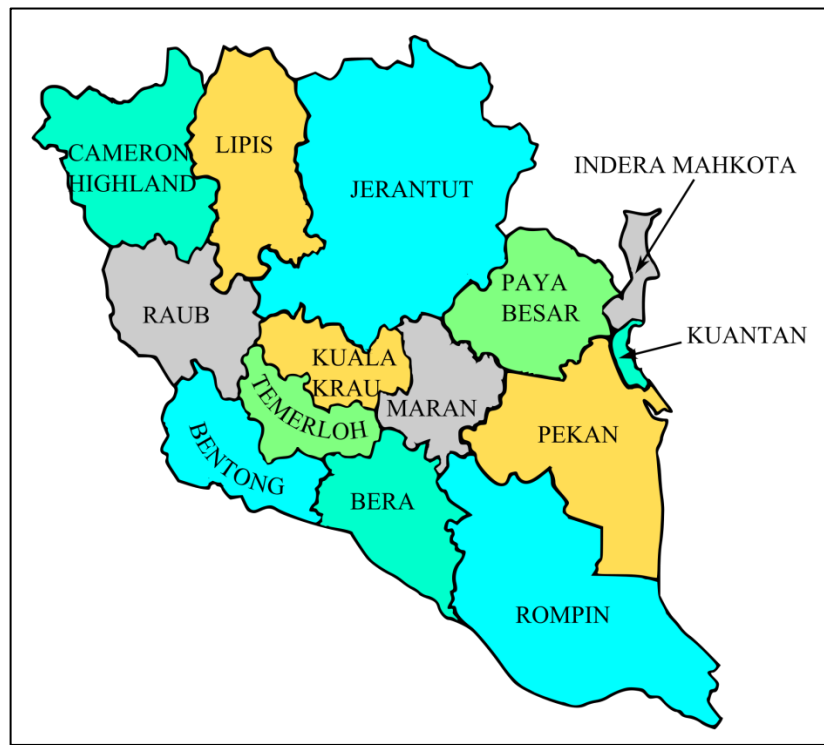 CAMERON
HIGHLAND
LIPIS
JERANTUT
INDERA MAHKOTA
RAUB
PAYA
BESAR
KUANTAN
KUALA
KRAU
MARAN
TEMERLOH
PEKAN
BENTONG
BERA
ROMPIN